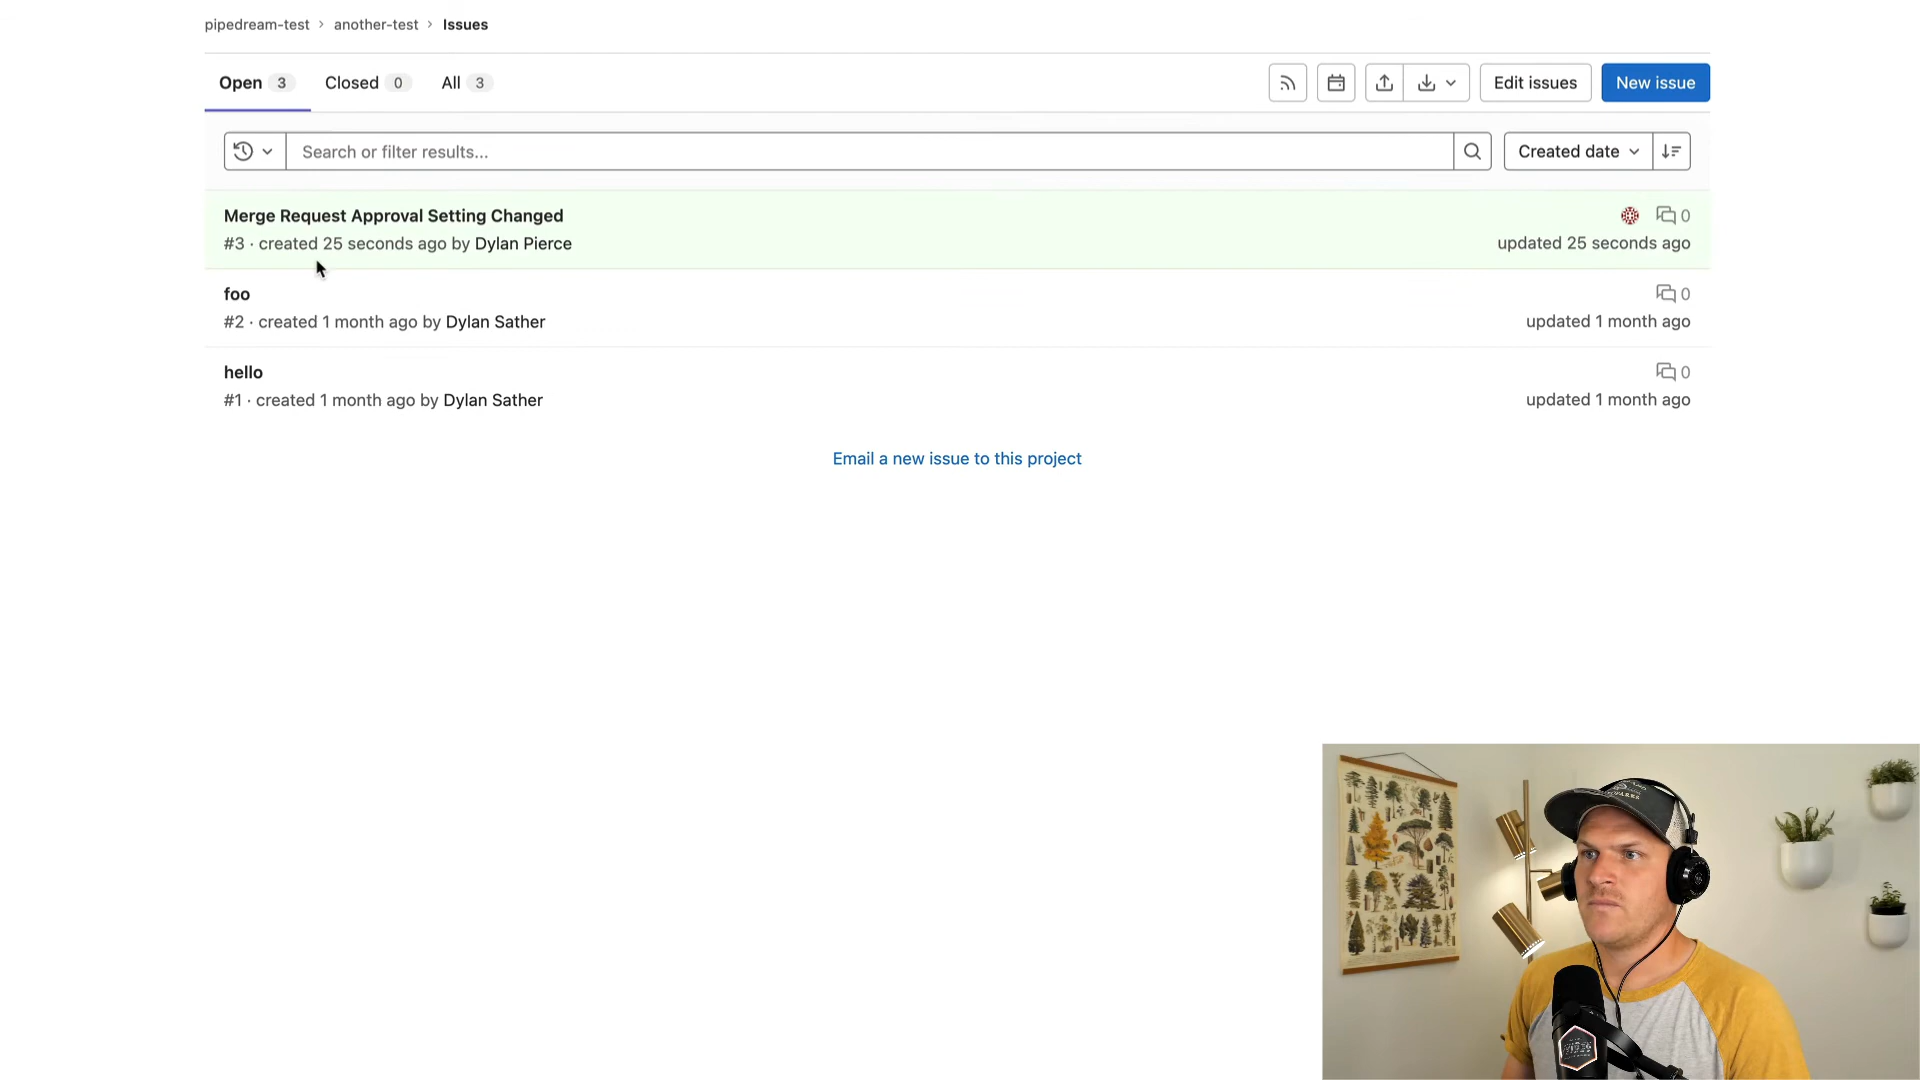 pipedream-test › another-test › Issues
Open 3 Closed 0 All 3 Edit issues New issue
Search or filter results... Created date
Merge Request Approval Setting Changed 0
#3 · created 25 seconds ago by Dylan Pierce updated 25 seconds ago
foo 0
#2 · created 1 month ago by Dylan Sather updated 1 month ago
hello 0
#1 · created 1 month ago by Dylan Sather updated 1 month ago
Email a new issue to this project